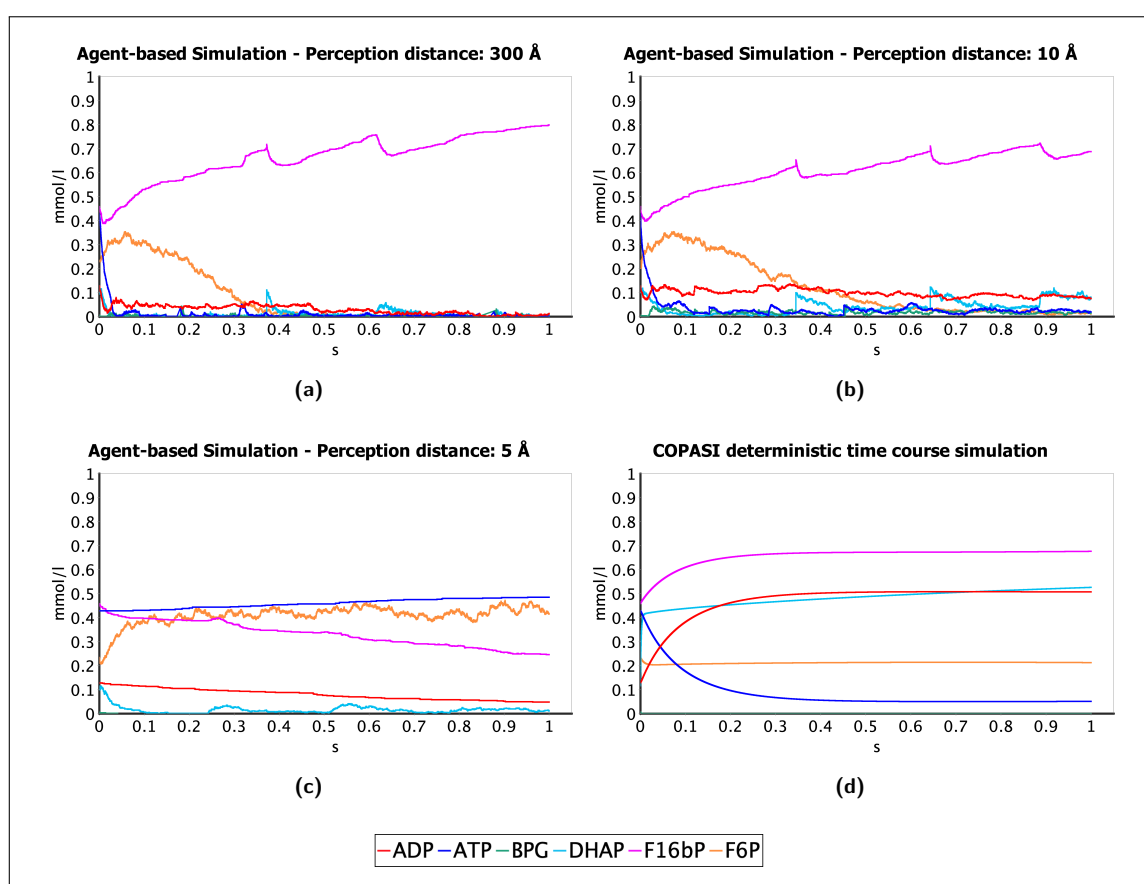 Agent-based Simulation - Perception distance: 300 Å
1
0.9
0.8
0.7
0.6
0.5
0.4
0.3
0.2
0.1
0
mmol/l
0 0.1 0.2 0.3 0.4 0.5 0.6 0.7 0.8 0.9 1
s
(a)
Agent-based Simulation - Perception distance: 10 Å
1
0.9
0.8
0.7
0.6
0.5
0.4
0.3
0.2
0.1
0
mmol/l
0 0.1 0.2 0.3 0.4 0.5 0.6 0.7 0.8 0.9 1
s
(b)
Agent-based Simulation - Perception distance: 5 Å
1
0.9
0.8
0.7
0.6
0.5
0.4
0.3
0.2
0.1
0
mmol/l
0 0.1 0.2 0.3 0.4 0.5 0.6 0.7 0.8 0.9 1
s
(c)
COPASI deterministic time course simulation
1
0.9
0.8
0.7
0.6
0.5
0.4
0.3
0.2
0.1
0
mmol/l
0 0.1 0.2 0.3 0.4 0.5 0.6 0.7 0.8 0.9 1
s
(d)
ADP ATP BPG DHAP F16bP F6P